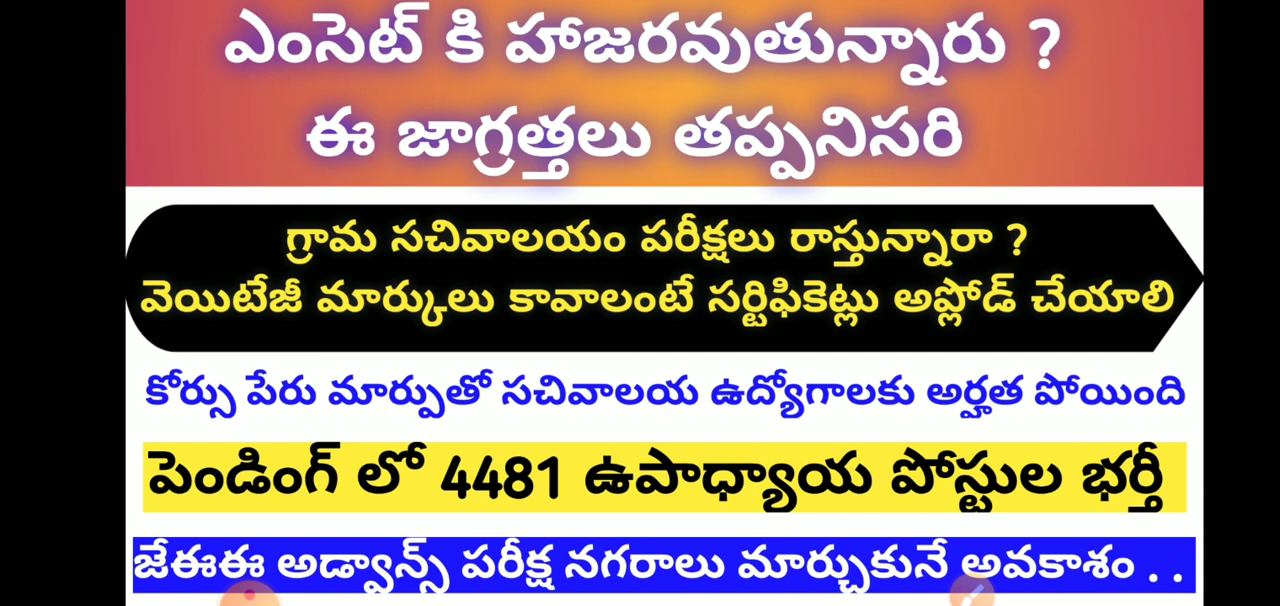 ఎంసెట్ కి హాజరవుతున్నారు ?
ఈ జాగ్రత్తలు తప్పనిసరి
గ్రామ సచివాలయం పరీక్షలు రాస్తున్నారా ?
వెయిటేజీ మార్కులు కావాలంటే సర్టిఫికెట్లు అప్లోడ్ చేయాలి
కోర్సు పేరు మార్పుతో సచివాలయ ఉద్యోగాలకు అర్హత పోయింది
పెండింగ్ లో 4481 ఉపాధ్యాయ పోస్టుల భర్తీ
జేఈఈ అడ్వాన్స్ పరీక్ష నగరాలు మార్చుకునే అవకాశం . .